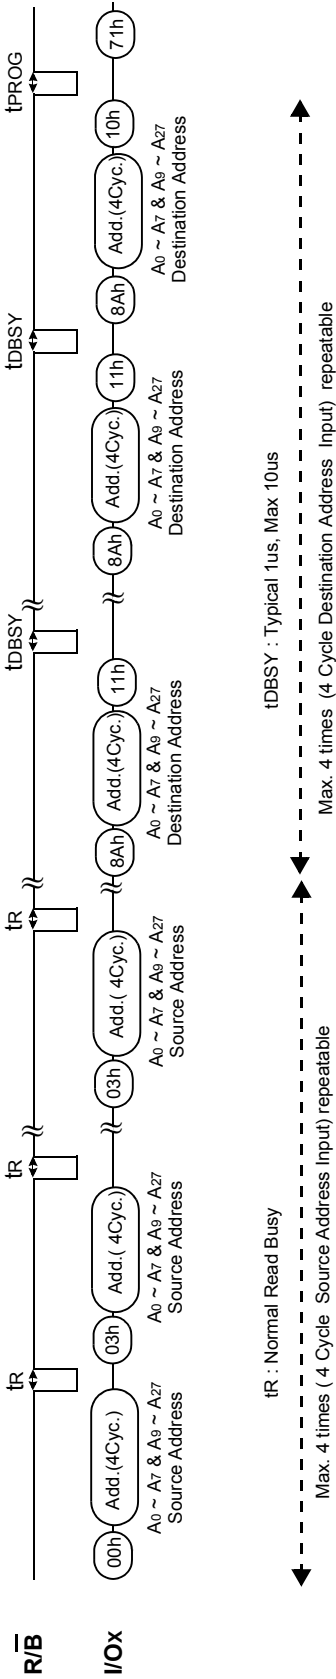 R/B
tR
tR
tR
tDBSY
tDBSY
tPROG
I/Ox
00h
Add.(4Cyc.)
03h
Add.( 4Cyc.)
03h
Add.( 4Cyc.)
8Ah
Add.(4Cyc.)
11h
8Ah
Add.(4Cyc.)
11h
8Ah
Add.(4Cyc.)
10h
71h
A0 ~ A7 & A9 ~ A27
Source Address
A0 ~ A7 & A9 ~ A27
Source Address
A0 ~ A7 & A9 ~ A27
Source Address
A0 ~ A7 & A9 ~ A27
Destination Address
A0 ~ A7 & A9 ~ A27
Destination Address
A0 ~ A7 & A9 ~ A27
Destination Address
tR : Normal Read Busy
tDBSY : Typical 1us, Max 10us
Max. 4 times ( 4 Cycle Source Address Input) repeatable
Max. 4 times (4 Cycle Destination Address Input) repeatable